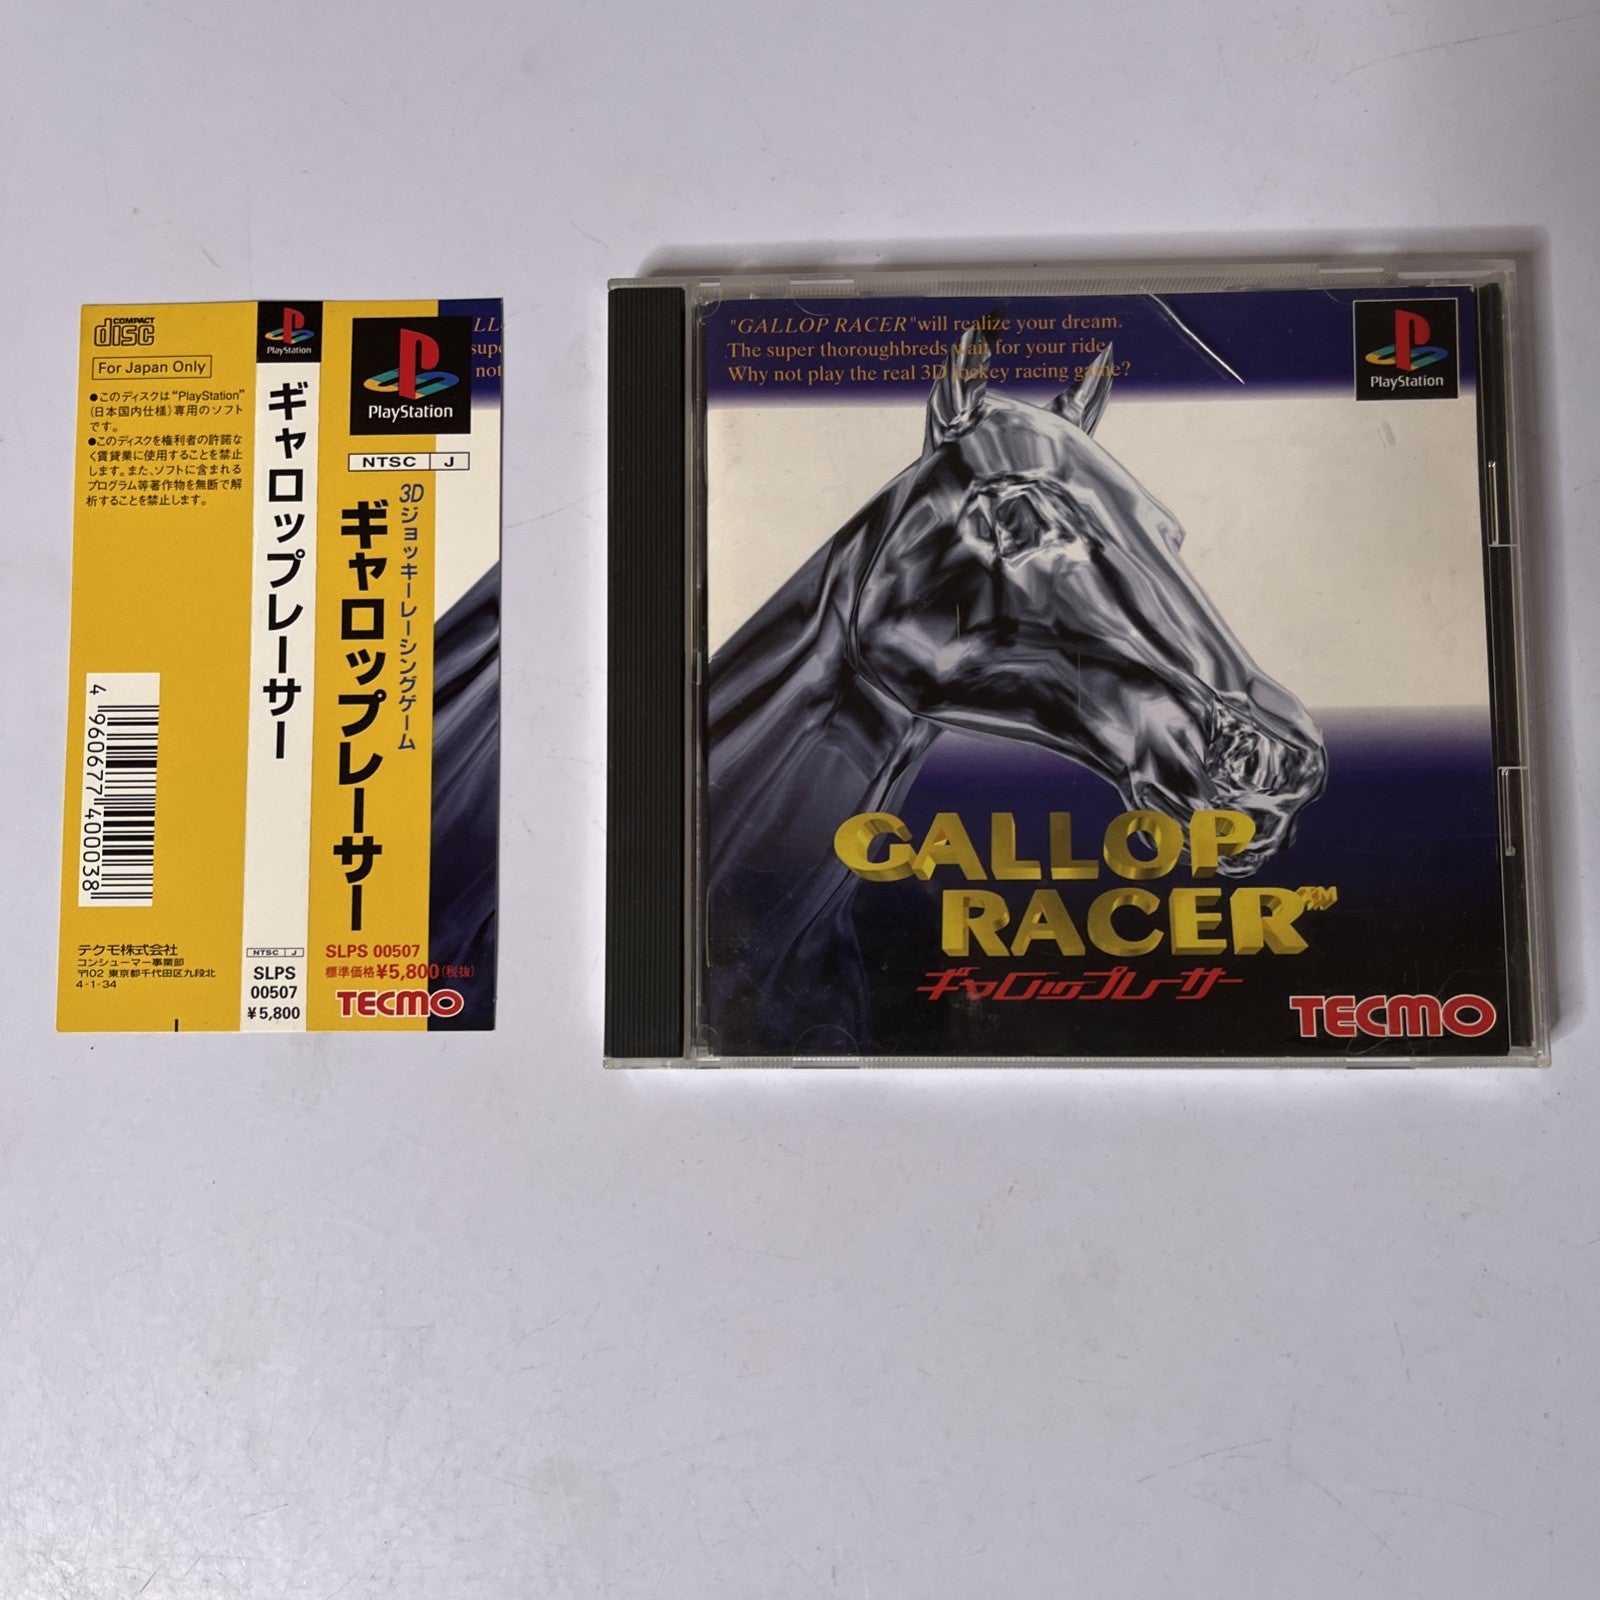 COMPACT
disc
For Japan Only
●このディスクは"PlayStation"
(日本国内仕様)専用のソフト
です。
●このディスクを権利者の許諾な
く賃貸業に使用することを禁止
します。また、ソフトに含まれる
プログラム等著作物を無断で解
析することを禁止します。
4 960677 400038
テクモ株式会社
コンシューマー事業部
〒102 東京都千代田区九段北
4-1-34
PlayStation
ギャロップレーサー
NTSC J
SLPS
00507
¥5,800
PlayStation
NTSC J
3Dジョッキーレーシングゲーム
ギャロップレーサー
SLPS 00507
標準価格¥5,800(税抜)
TECMO
"GALLOP RACER"will realize your dream.
The super thoroughbreds wait for your ride.
Why not play the real 3D jockey racing game?
PlayStation
GALLOP
RACER™
ギャロップレーサー
TECMO